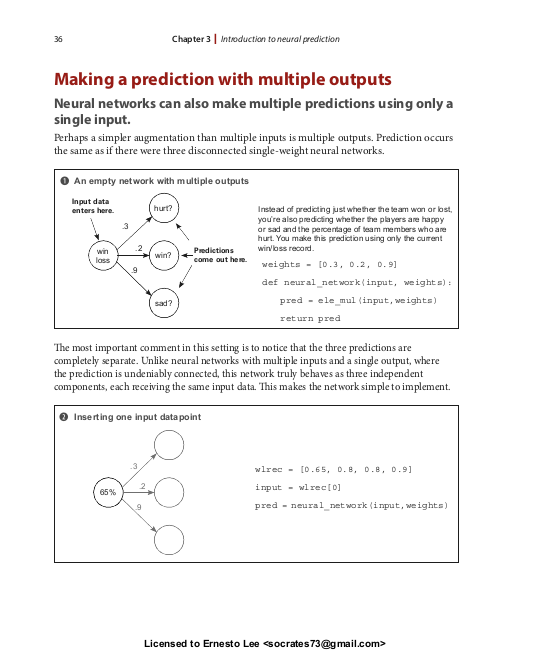 36
Chapter 3 | Introduction to neural prediction
Making a prediction with multiple outputs
Neural networks can also make multiple predictions using only a
single input.
Perhaps a simpler augmentation than multiple inputs is multiple outputs. Prediction occurs
the same as if there were three disconnected single-weight neural networks.
1 An empty network with multiple outputs
Input data
enters here.
hurt?
.3
win
loss
.2
win?
Predictions
come out here.
.9
sad?
Instead of predicting just whether the team won or lost,
you're also predicting whether the players are happy
or sad and the percentage of team members who are
hurt. You make this prediction using only the current
win/loss record.
weights = [0.3, 0.2, 0.9]
def neural_network(input, weights):
pred = ele_mul(input,weights)
return pred
The most important comment in this setting is to notice that the three predictions are
completely separate. Unlike neural networks with multiple inputs and a single output, where
the prediction is undeniably connected, this network truly behaves as three independent
components, each receiving the same input data. This makes the network simple to implement.
2 Inserting one input datapoint
.3
65%
.2
.9
wlrec = [0.65, 0.8, 0.8, 0.9]
input = wlrec[0]
pred = neural_network(input,weights)
Licensed to Ernesto Lee <socrates73@gmail.com>